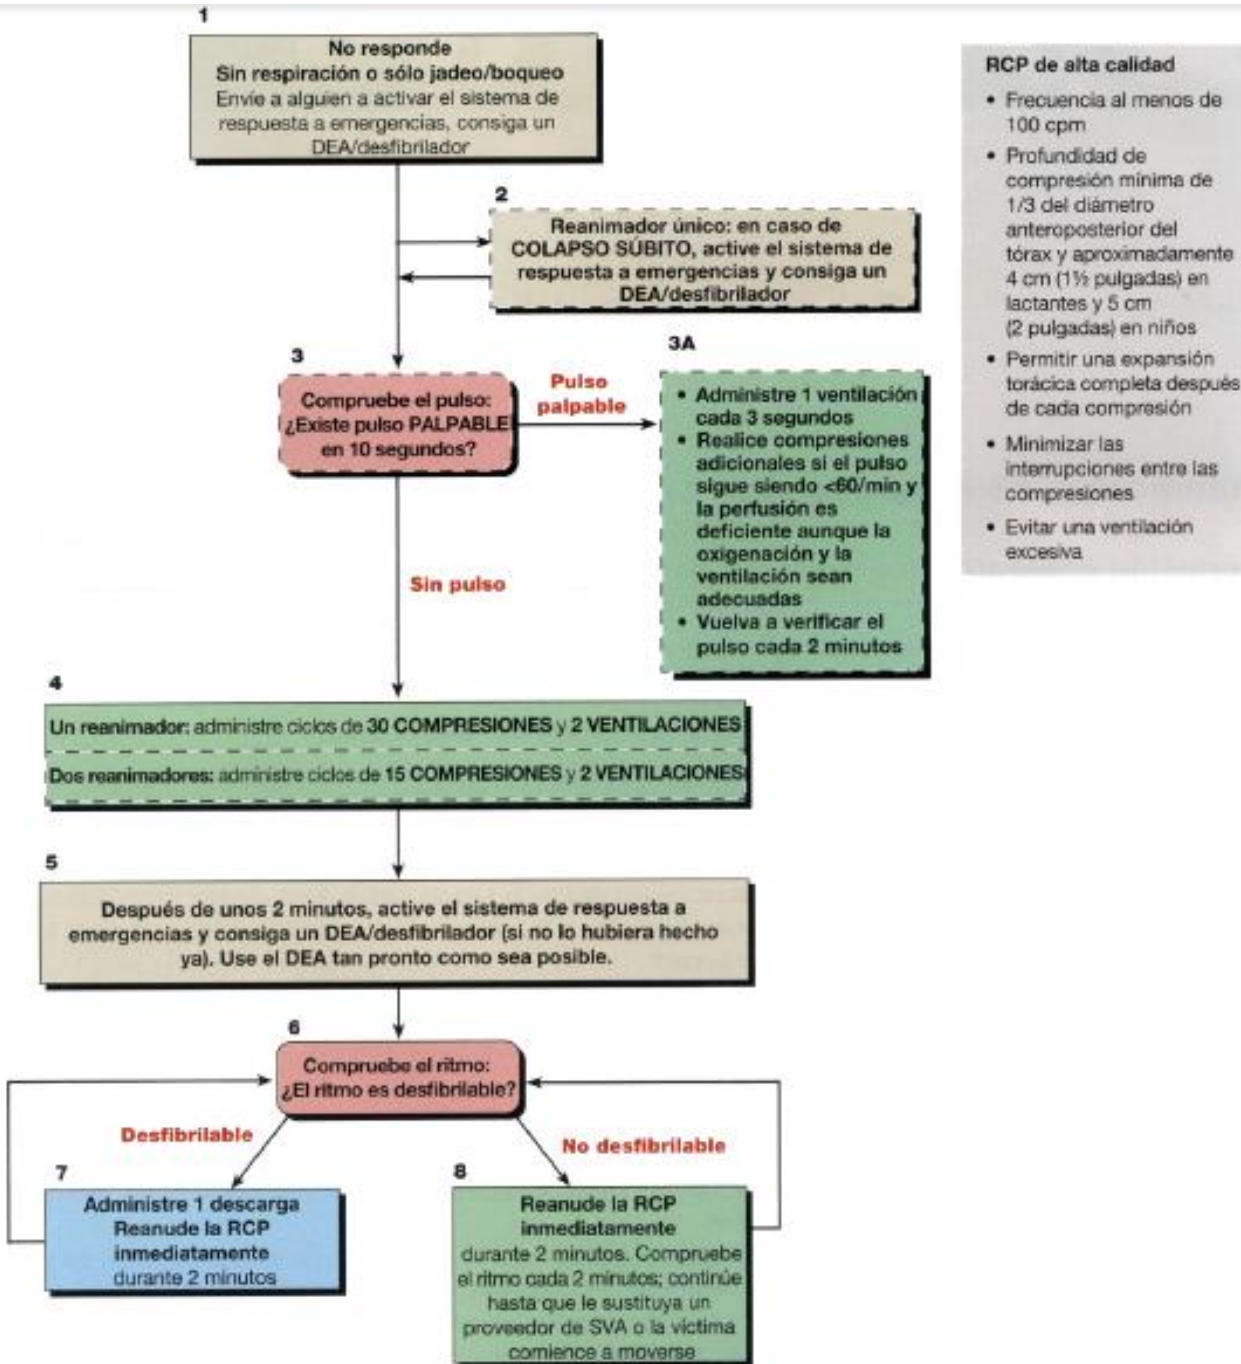 1
No responde
Sin respiración o sólo jadeo/boqueo
Envíe a alguien a activar el sistema de
respuesta a emergencias, consiga un
DEA/desfibrilador
2
Reanimador único: en caso de
COLAPSO SÚBITO, active el sistema de
respuesta a emergencias y consiga un
DEA/desfibrilador
3
Compruebe el pulso:
¿Existe pulso PALPABLE
en 10 segundos?
Pulso
palpable
3A
• Administre 1 ventilación
cada 3 segundos
• Realice compresiones
adicionales si el pulso
sigue siendo <60/min y
la perfusión es
deficiente aunque la
oxigenación y la
ventilación sean
adecuadas
• Vuelva a verificar el
pulso cada 2 minutos
Sin pulso
4
Un reanimador: administre ciclos de 30 COMPRESIONES y 2 VENTILACIONES
Dos reanimadores: administre ciclos de 15 COMPRESIONES y 2 VENTILACIONES
5
Después de unos 2 minutos, active el sistema de respuesta a
emergencias y consiga un DEA/desfibrilador (si no lo hubiera hecho
ya). Use el DEA tan pronto como sea posible.
6
Compruebe el ritmo:
¿El ritmo es desfibrilable?
Desfibrilable
No desfibrilable
7
Administre 1 descarga
Reanude la RCP
inmediatamente
durante 2 minutos
8
Reanude la RCP
inmediatamente
durante 2 minutos. Compruebe
el ritmo cada 2 minutos; continúe
hasta que le sustituya un
proveedor de SVA o la víctima
comience a moverse
RCP de alta calidad
• Frecuencia al menos de
100 cpm
• Profundidad de
compresión mínima de
1/3 del diámetro
anteroposterior del
tórax y aproximadamente
4 cm (1½ pulgadas) en
lactantes y 5 cm
(2 pulgadas) en niños
• Permitir una expansión
torácica completa después
de cada compresión
• Minimizar las
interrupciones entre las
compresiones
• Evitar una ventilación
excesiva